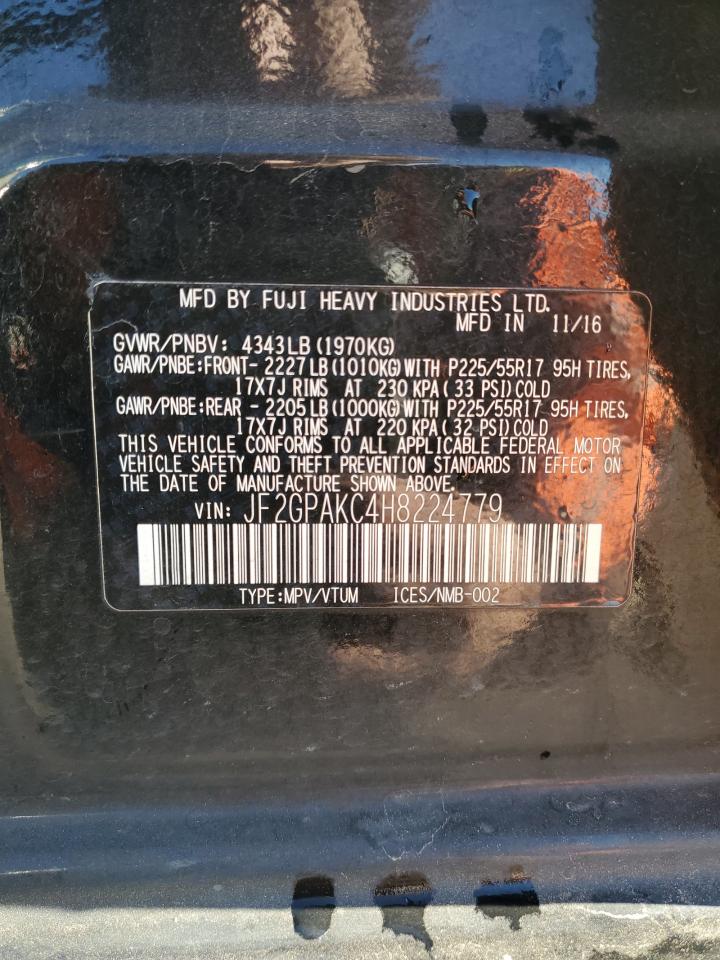 MFD BY FUJI HEAVY INDUSTRIES LTD.
MFD IN 11/16
GVWR/PNBV: 4343LB (1970KG)
GAWR/PNBE:FRONT- 2227LB (1010KG) WITH P225/55R17 95H TIRES,
17X7J RIMS AT 230 KPA (33 PSI) COLD
GAWR/PNBE:REAR - 2205LB (1000KG) WITH P225/55R17 95H TIRES,
17X7J RIMS AT 220 KPA (32 PSI) COLD
THIS VEHICLE CONFORMS TO ALL APPLICABLE FEDERAL MOTOR
VEHICLE SAFETY AND THEFT PREVENTION STANDARDS IN EFFECT ON
THE DATE OF MANUFACTURE SHOWN ABOVE.
VIN: JF2GPAKC4H8224779
TYPE:MPV/VTUM ICES/NMB-002